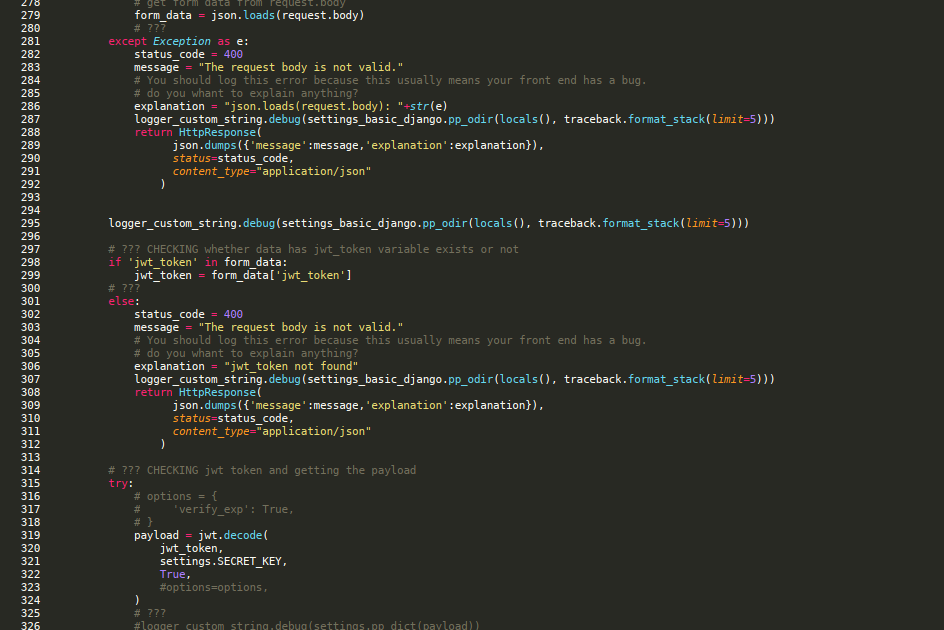 278             # get form data from request.body
279             form_data = json.loads(request.body)
280             # ???
281         except Exception as e:
282             status_code = 400
283             message = "The request body is not valid."
284             # You should log this error because this usually means your front end has a bug.
285             # do you want to explain anything?
286             explanation = "json.loads(request.body): "+str(e)
287             logger_custom_string.debug(settings_basic_django.pp_odir(locals(), traceback.format_stack(limit=5)))
288             return HttpResponse(
289                   json.dumps({'message':message,'explanation':explanation}),
290                   status=status_code,
291                   content_type="application/json"
292                 )
293
294
295         logger_custom_string.debug(settings_basic_django.pp_odir(locals(), traceback.format_stack(limit=5)))
296
297         # ??? CHECKING whether data has jwt_token variable exists or not
298         if 'jwt_token' in form_data:
299             jwt_token = form_data['jwt_token']
300         # ???
301         else:
302             status_code = 400
303             message = "The request body is not valid."
304             # You should log this error because this usually means your front end has a bug.
305             # do you want to explain anything?
306             explanation = "jwt_token not found"
307             logger_custom_string.debug(settings_basic_django.pp_odir(locals(), traceback.format_stack(limit=5)))
308             return HttpResponse(
309                   json.dumps({'message':message,'explanation':explanation}),
310                   status=status_code,
311                   content_type="application/json"
312                 )
313
314         # ??? CHECKING jwt token and getting the payload
315         try:
316             # options = {
317             #     'verify_exp': True,
318             # }
319             payload = jwt.decode(
320                 jwt_token,
321                 settings.SECRET_KEY,
322                 True,
323                 #options=options,
324             )
325             # ???
326             #logger_custom_string.debug(settings.pp_dict(payload))